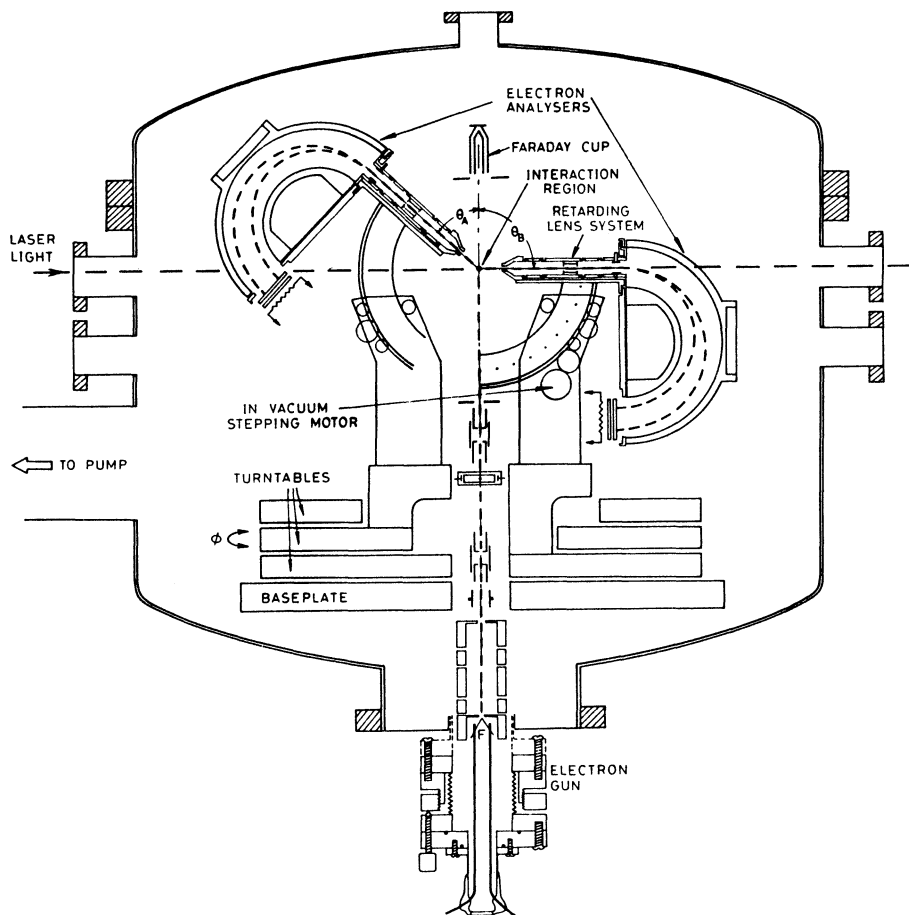 ELECTRON
ANALYSERS
FARADAY CUP
INTERACTION
REGION
θA
θB
RETARDING
LENS SYSTEM
LASER
LIGHT
IN VACUUM
STEPPING MOTOR
TO PUMP
TURNTABLES
ϕ
BASEPLATE
F
ELECTRON
GUN